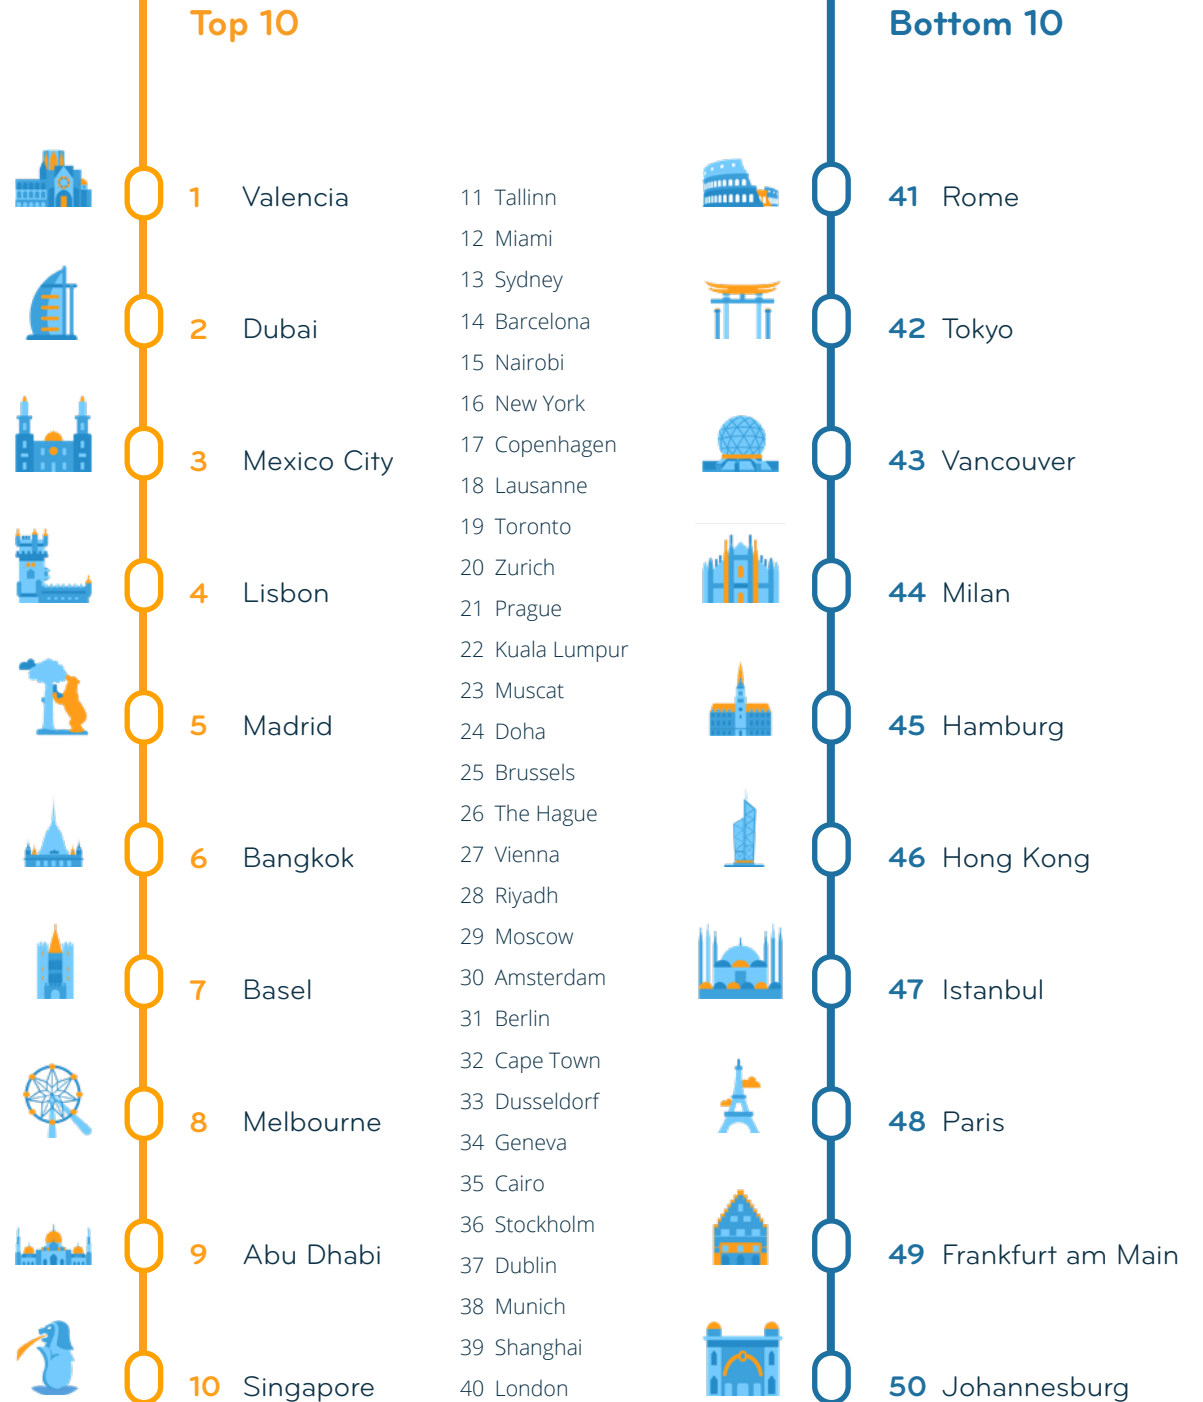 Top 10
1 Valencia
2 Dubai
3 Mexico City
4 Lisbon
5 Madrid
6 Bangkok
7 Basel
8 Melbourne
9 Abu Dhabi
10 Singapore
11 Tallinn
12 Miami
13 Sydney
14 Barcelona
15 Nairobi
16 New York
17 Copenhagen
18 Lausanne
19 Toronto
20 Zurich
21 Prague
22 Kuala Lumpur
23 Muscat
24 Doha
25 Brussels
26 The Hague
27 Vienna
28 Riyadh
29 Moscow
30 Amsterdam
31 Berlin
32 Cape Town
33 Dusseldorf
34 Geneva
35 Cairo
36 Stockholm
37 Dublin
38 Munich
39 Shanghai
40 London
Bottom 10
41 Rome
42 Tokyo
43 Vancouver
44 Milan
45 Hamburg
46 Hong Kong
47 Istanbul
48 Paris
49 Frankfurt am Main
50 Johannesburg